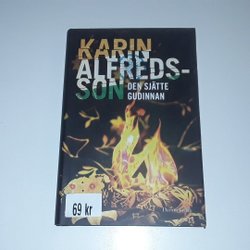 KARIN
ALFREDS-
SON
DEN SJÄTTE
GUDINNAN
69 kr